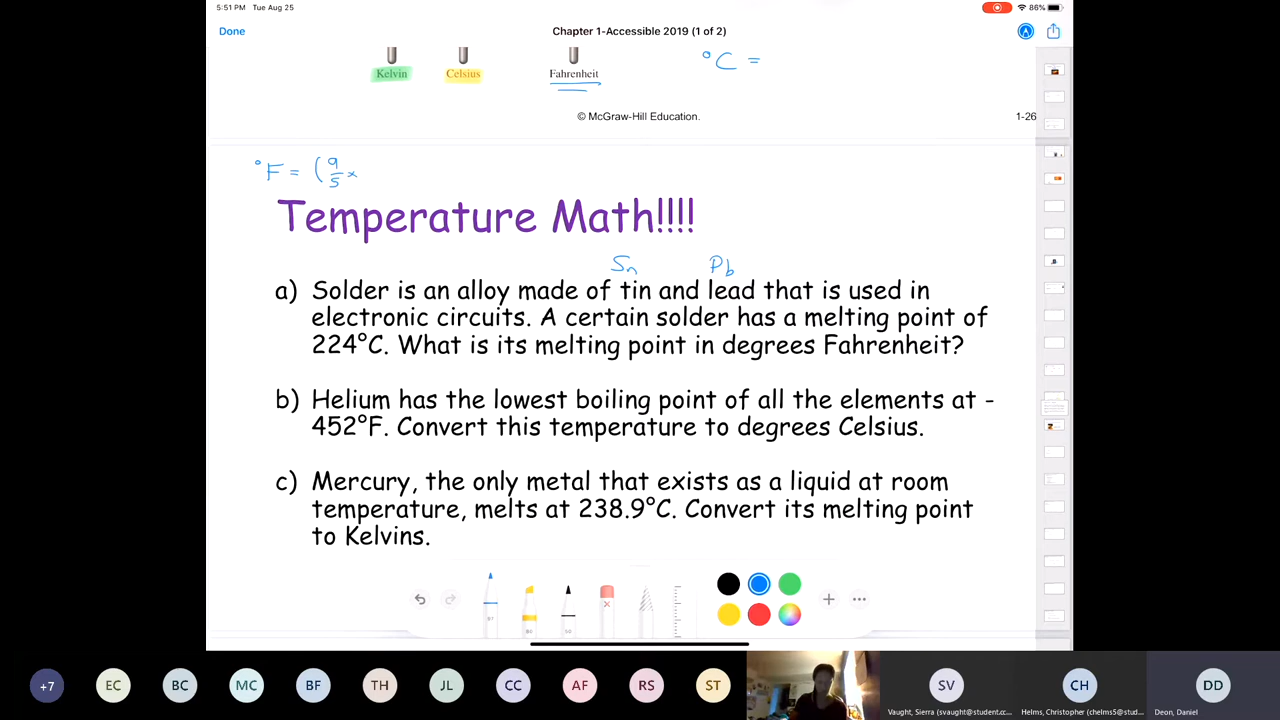 5:51 PM Tue Aug 25
86%
Done
Chapter 1-Accessible 2019 (1 of 2)
Kelvin Celsius Fahrenheit
°C =
© McGraw-Hill Education.
1-26
°F = (9/5 x
Temperature Math!!!!
Sn Pb
a) Solder is an alloy made of tin and lead that is used in
electronic circuits. A certain solder has a melting point of
224°C. What is its melting point in degrees Fahrenheit?
b) Helium has the lowest boiling point of all the elements at -
452°F. Convert this temperature to degrees Celsius.
c) Mercury, the only metal that exists as a liquid at room
temperature, melts at 238.9°C. Convert its melting point
to Kelvins.
+7 EC BC MC BF TH JL CC AF RS ST SV CH DD
Vaught, Sierra (svaught@student.cc... Helms, Christopher (chelms5@stud... Deon, Daniel